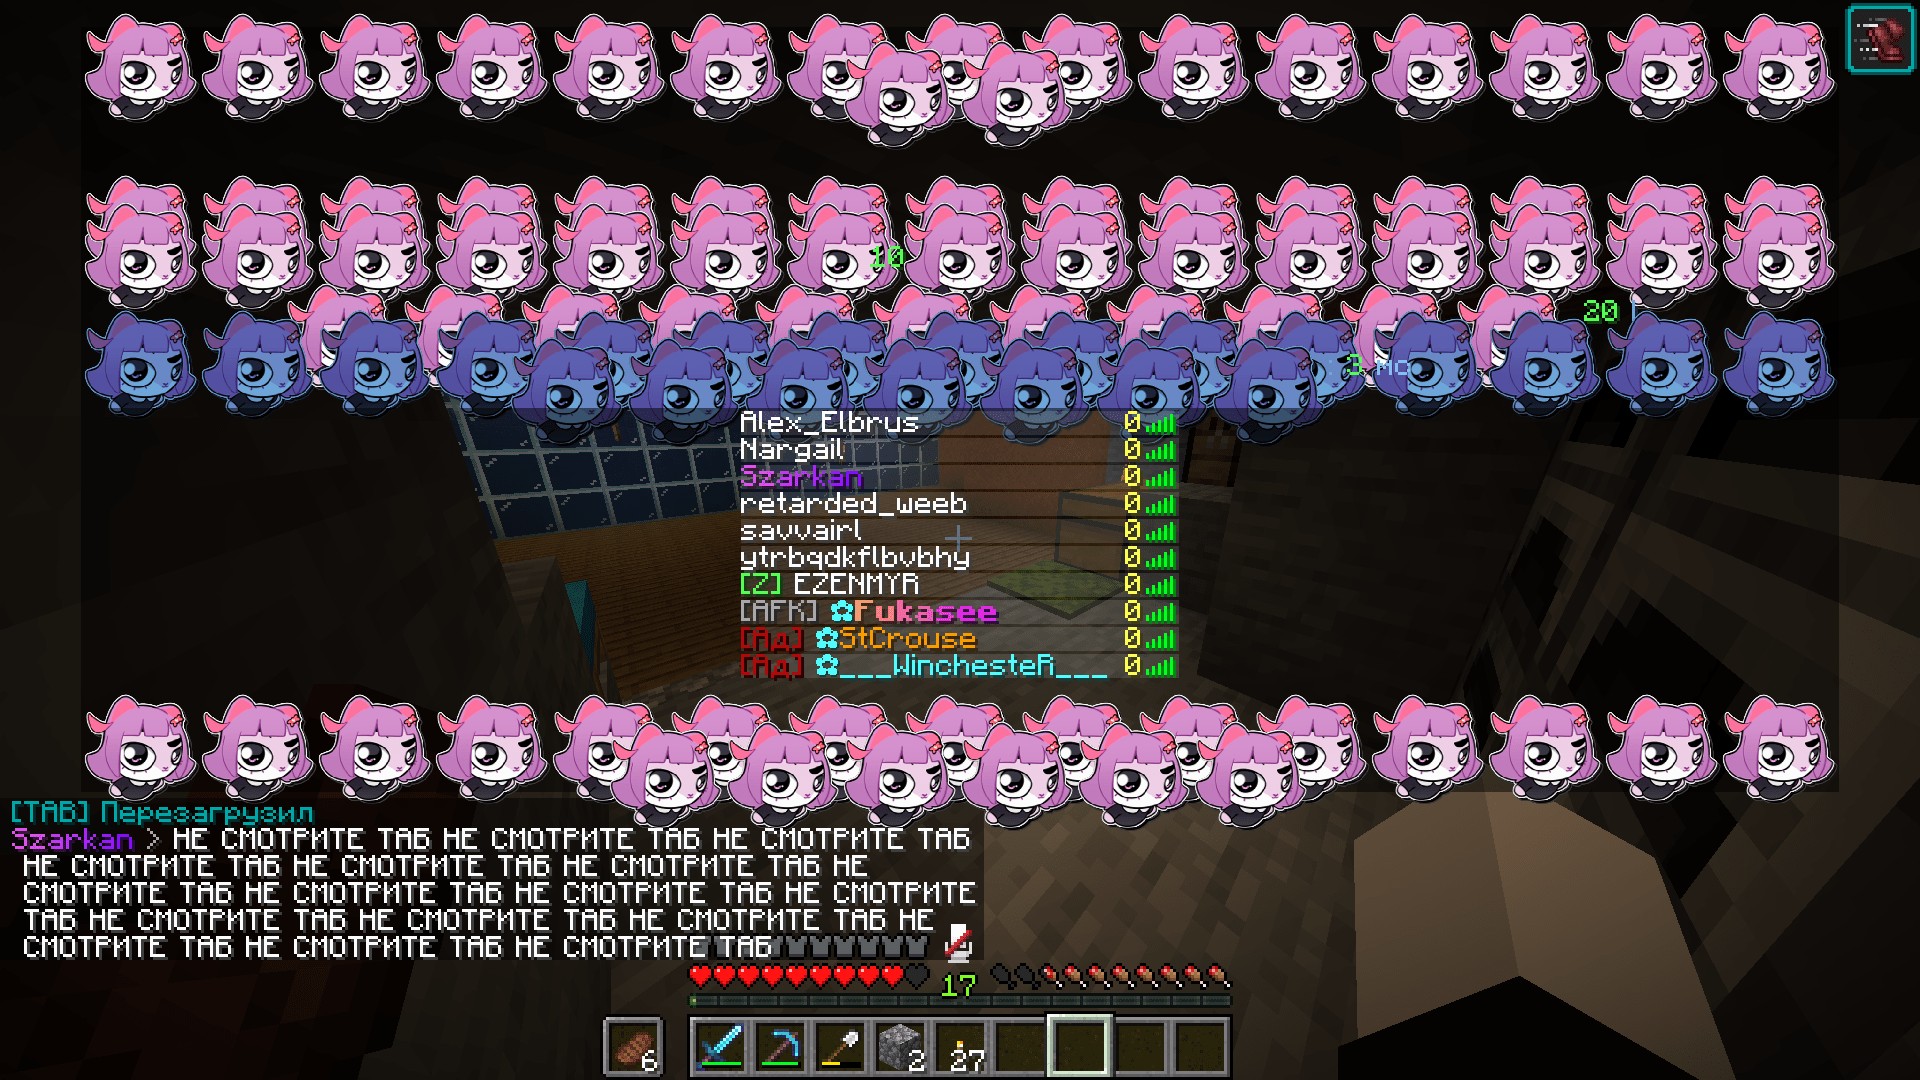 10
20
3 мс
Alex_Elbrus 0
Nargail 0
Szarkan 0
retarded_weeb 0
savvairl 0
ytrbqdkflbvbhy 0
[Z] EZENMYR 0
[AFK] ✿Fukasee 0
[Ад] ✿StCrouse 0
[Ад] ✿___WinchesteR___ 0
[TAB] Перезагрузил
Szarkan > НЕ СМОТРИТЕ ТАБ НЕ СМОТРИТЕ ТАБ НЕ СМОТРИТЕ ТАБ
НЕ СМОТРИТЕ ТАБ НЕ СМОТРИТЕ ТАБ НЕ СМОТРИТЕ ТАБ НЕ
СМОТРИТЕ ТАБ НЕ СМОТРИТЕ ТАБ НЕ СМОТРИТЕ ТАБ НЕ СМОТРИТЕ
ТАБ НЕ СМОТРИТЕ ТАБ НЕ СМОТРИТЕ ТАБ НЕ СМОТРИТЕ ТАБ НЕ
СМОТРИТЕ ТАБ НЕ СМОТРИТЕ ТАБ НЕ СМОТРИТЕ ТАБ
17
6 2 27